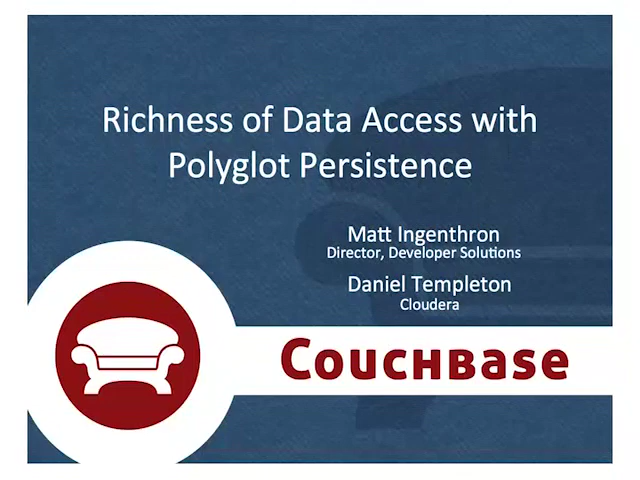 Richness of Data Access with
Polyglot Persistence
Matt Ingenthron
Director, Developer Solutions
Daniel Templeton
Cloudera
Couchbase